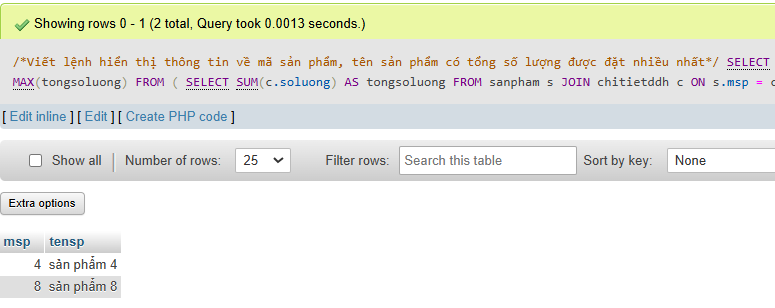 Showing rows 0 - 1 (2 total, Query took 0.0013 seconds.)
/*Viết lệnh hiển thị thông tin về mã sản phẩm, tên sản phẩm có tổng số lượng được đặt nhiều nhất*/ SELECT
MAX(tongsoluong) FROM ( SELECT SUM(c.soluong) AS tongsoluong FROM sanpham s JOIN chitietddh c ON s.msp = c
[ Edit inline ] [ Edit ] [ Create PHP code ]
Show all | Number of rows: 25 Filter rows: Search this table Sort by key: None
Extra options
msp tensp
4 sản phẩm 4
8 sản phẩm 8